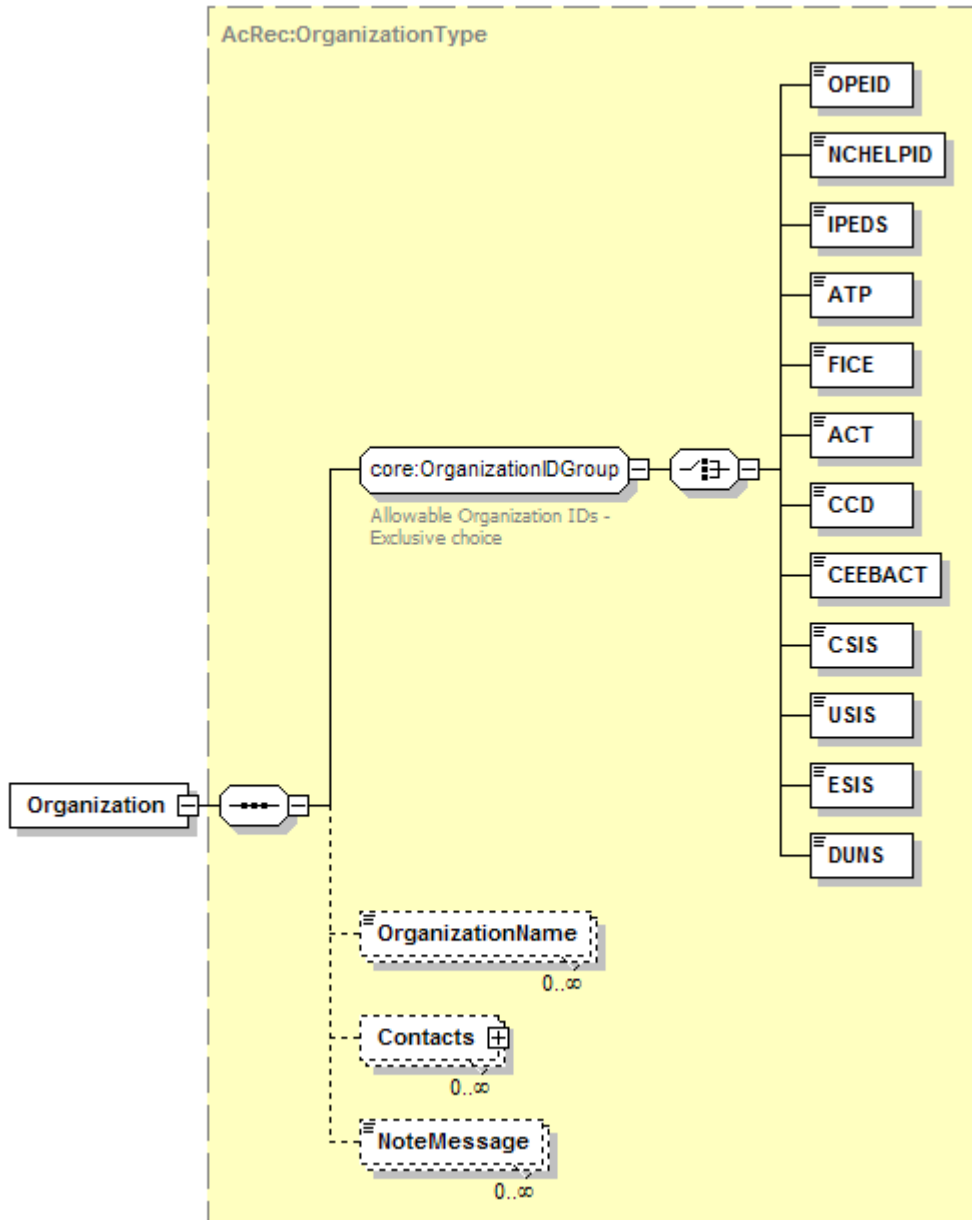 AcRec:OrganizationType
OPEID
NCHELPID
IPEDS
ATP
FICE
ACT
core:OrganizationIDGroup
Allowable Organization IDs -
Exclusive choice
CCD
CEEBACT
CSIS
USIS
ESIS
Organization
DUNS
OrganizationName
0..∞
Contacts
0..∞
NoteMessage
0..∞